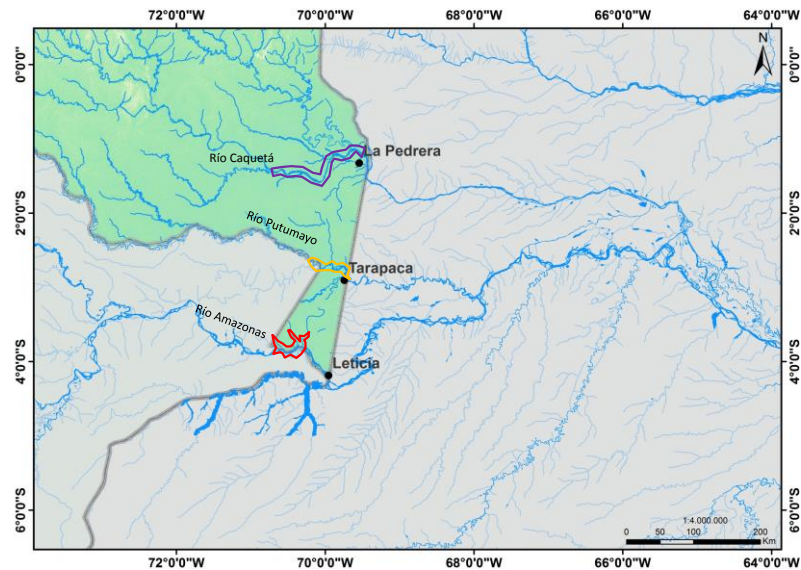 72°0'0"W 70°0'0"W 68°0'0"W 66°0'0"W 64°0'0"W
N
0°0'0"
0°0'0"
La Pedrera
Río Caquetá
2°0'0"S
2°0'0"S
Río Putumayo
Tarapaca
Río Amazonas
Leticia
4°0'0"S
4°0'0"S
6°0'0"S
6°0'0"S
1:4.000.000
0 50 100 200
Km
72°0'0"W 70°0'0"W 68°0'0"W 66°0'0"W 64°0'0"W